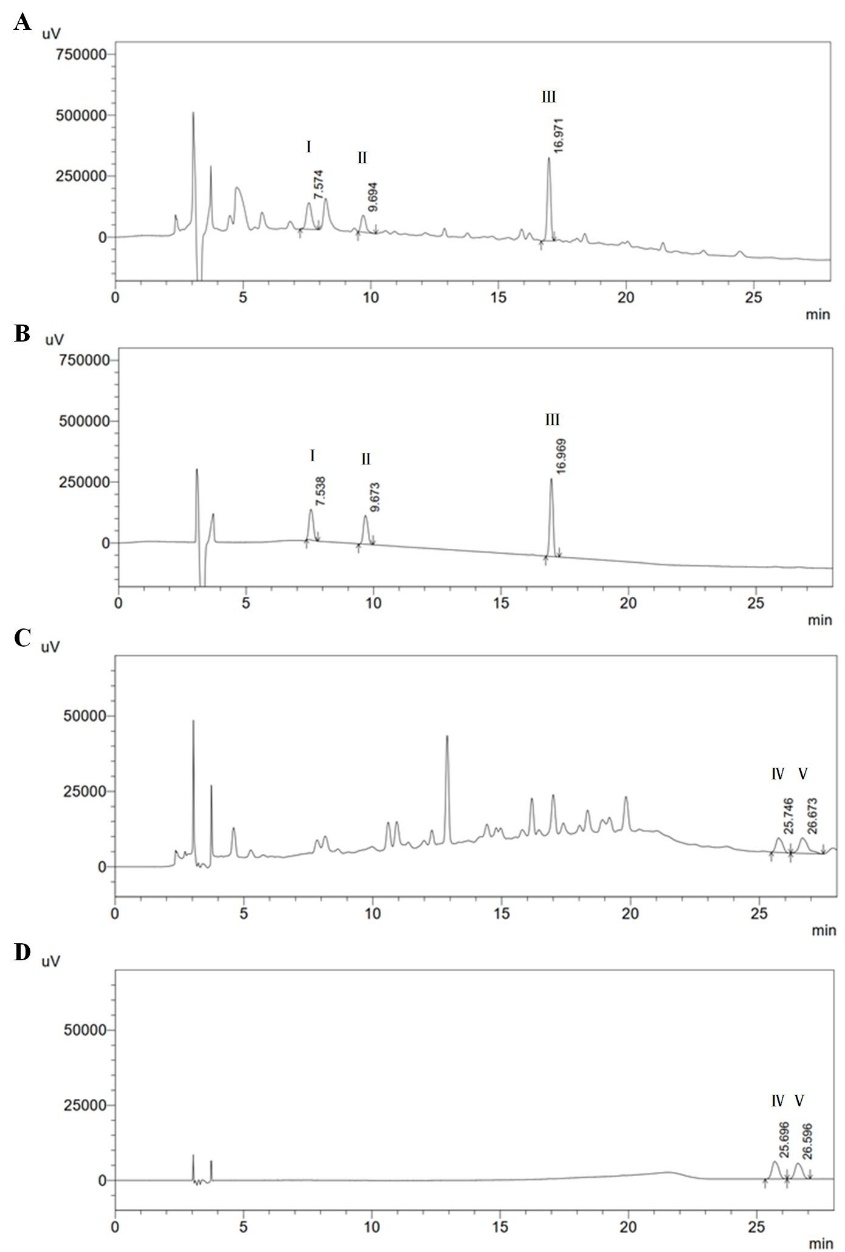 A
uV
750000
500000
250000
0
I
7.574
II
9.694
III
16.971
0 5 10 15 20 25
min
B
uV
750000
500000
250000
0
I
7.538
II
9.673
III
16.969
0 5 10 15 20 25
min
C
uV
50000
25000
0
IV V
25.746
26.673
0 5 10 15 20 25
min
D
uV
50000
25000
0
IV V
25.696
26.596
0 5 10 15 20 25
min